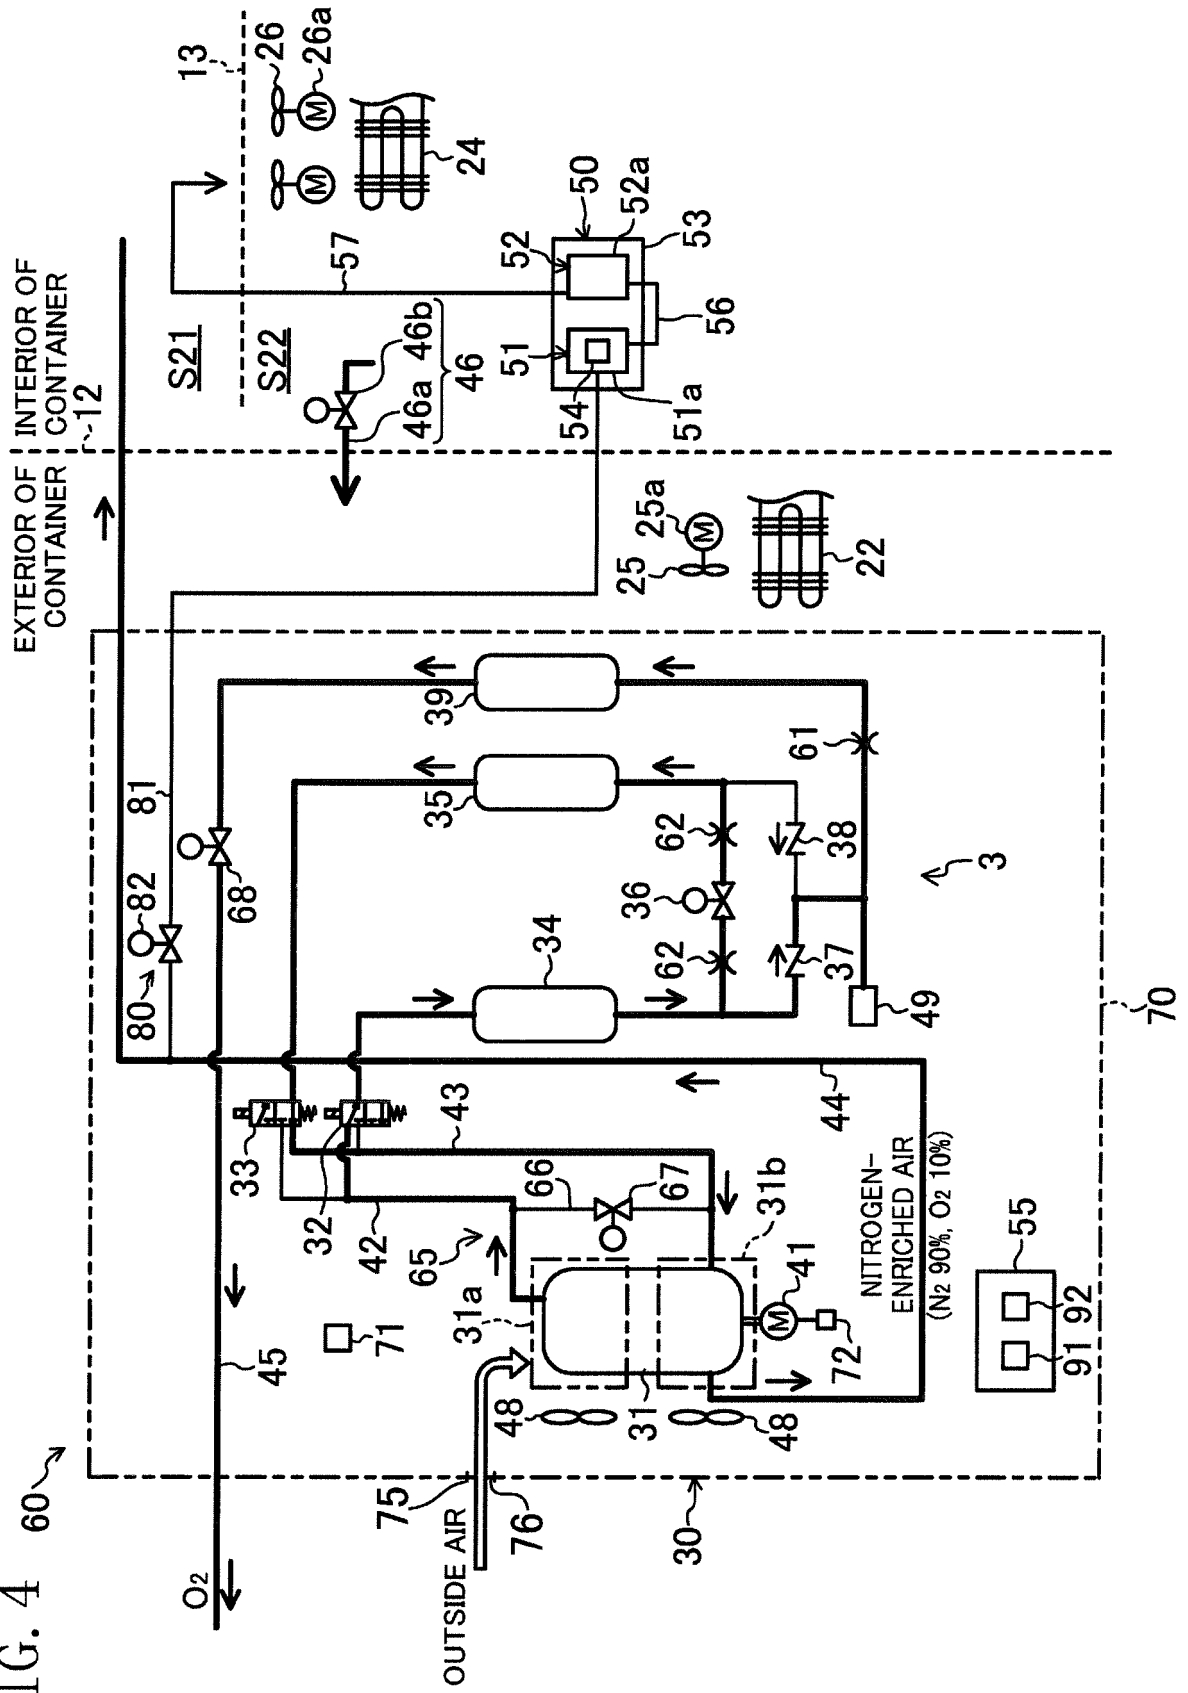 IG. 4
60
EXTERIOR OF
CONTAINER
INTERIOR OF
CONTAINER
12
S21
S22
13
26
26a
M
M
24
57
46a
46b
46
50
52
52a
53
51
54
51a
56
25
25a
M
22
O2
45
81
82
80
68
33
32
42
43
39
35
34
62
36
62
38
37
61
49
3
44
70
65
66
67
71
31a
31b
31
48
48
M
41
72
NITROGEN-
ENRICHED AIR
(N2 90%, O2 10%)
55
91
92
75
76
OUTSIDE AIR
30